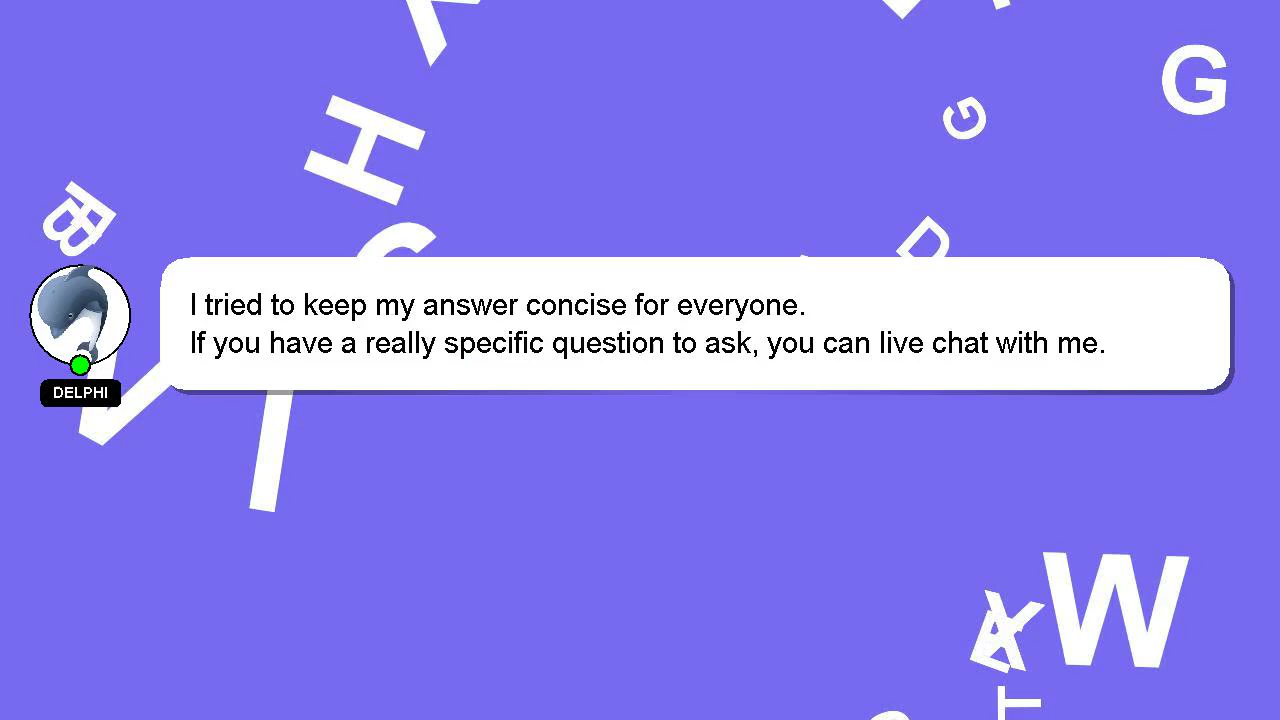 G
H
G
B
D
I tried to keep my answer concise for everyone.
If you have a really specific question to ask, you can live chat with me.
DELPHI
W
T